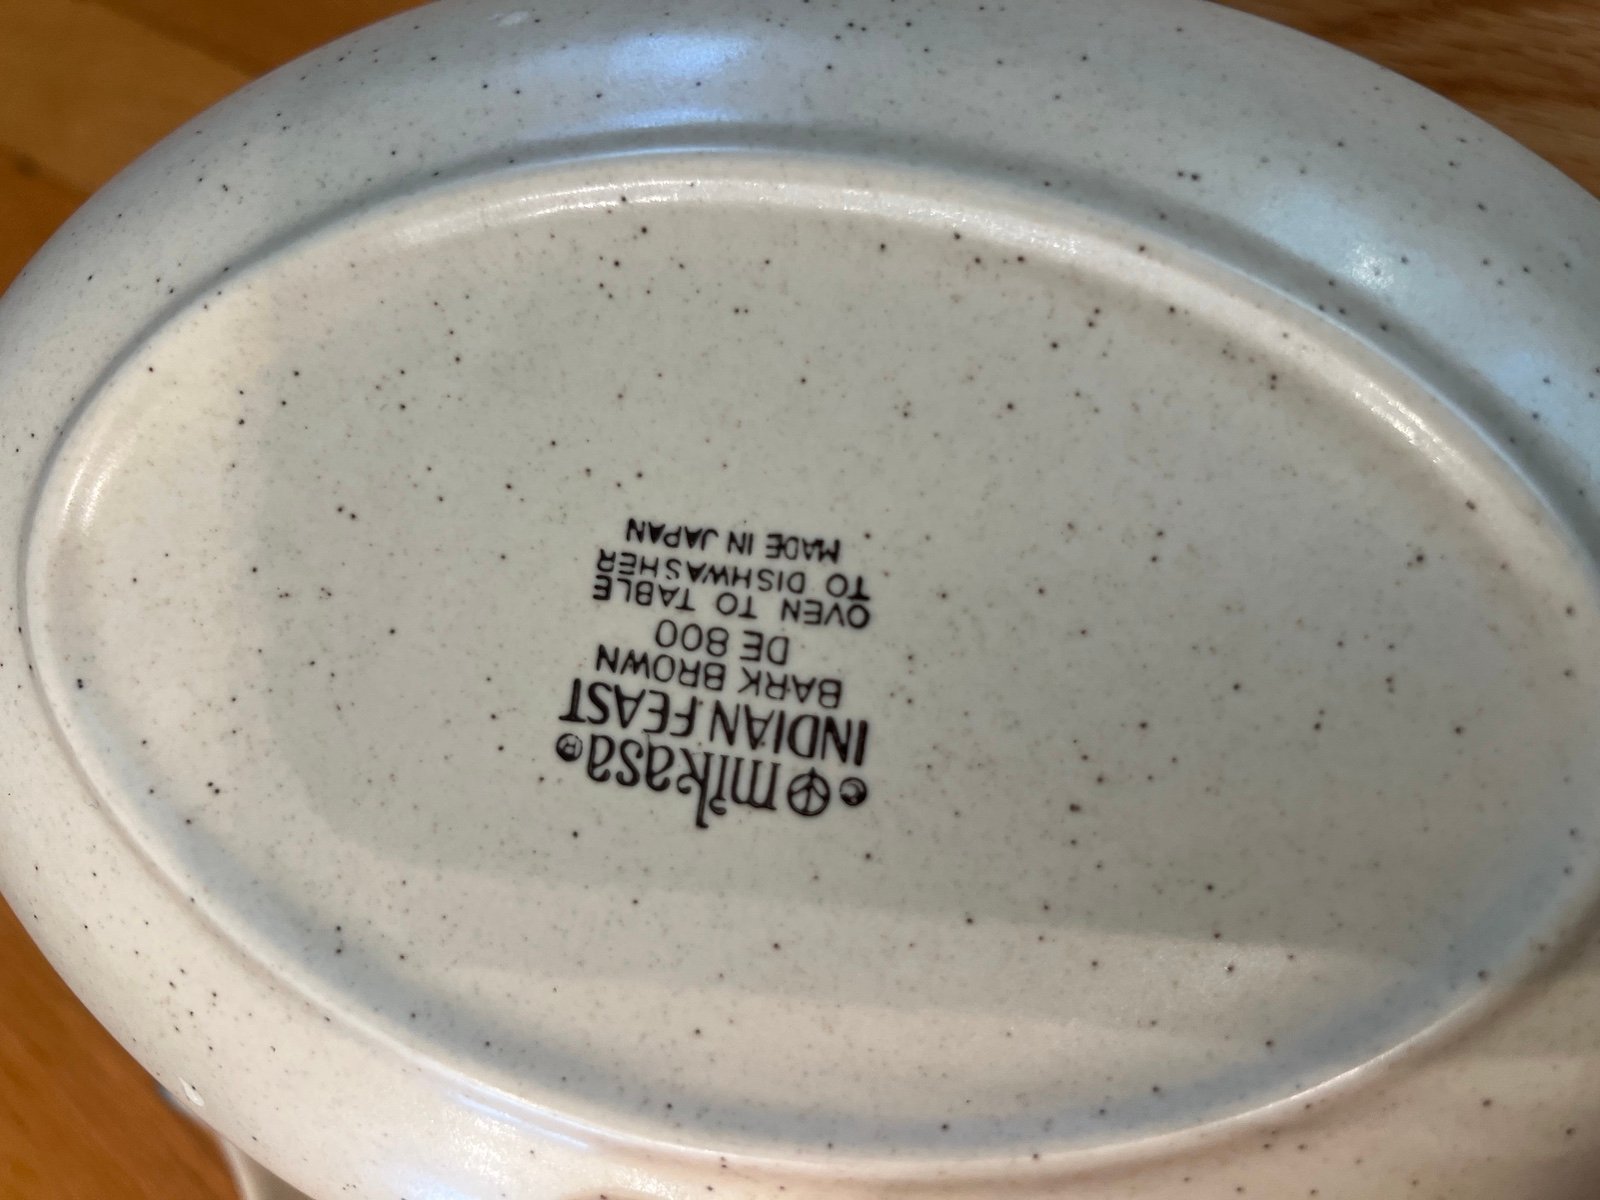 mikasa®
INDIAN FEAST
BARK BROWN
DE 800
OVEN TO TABLE
TO DISHWASHER
MADE IN JAPAN